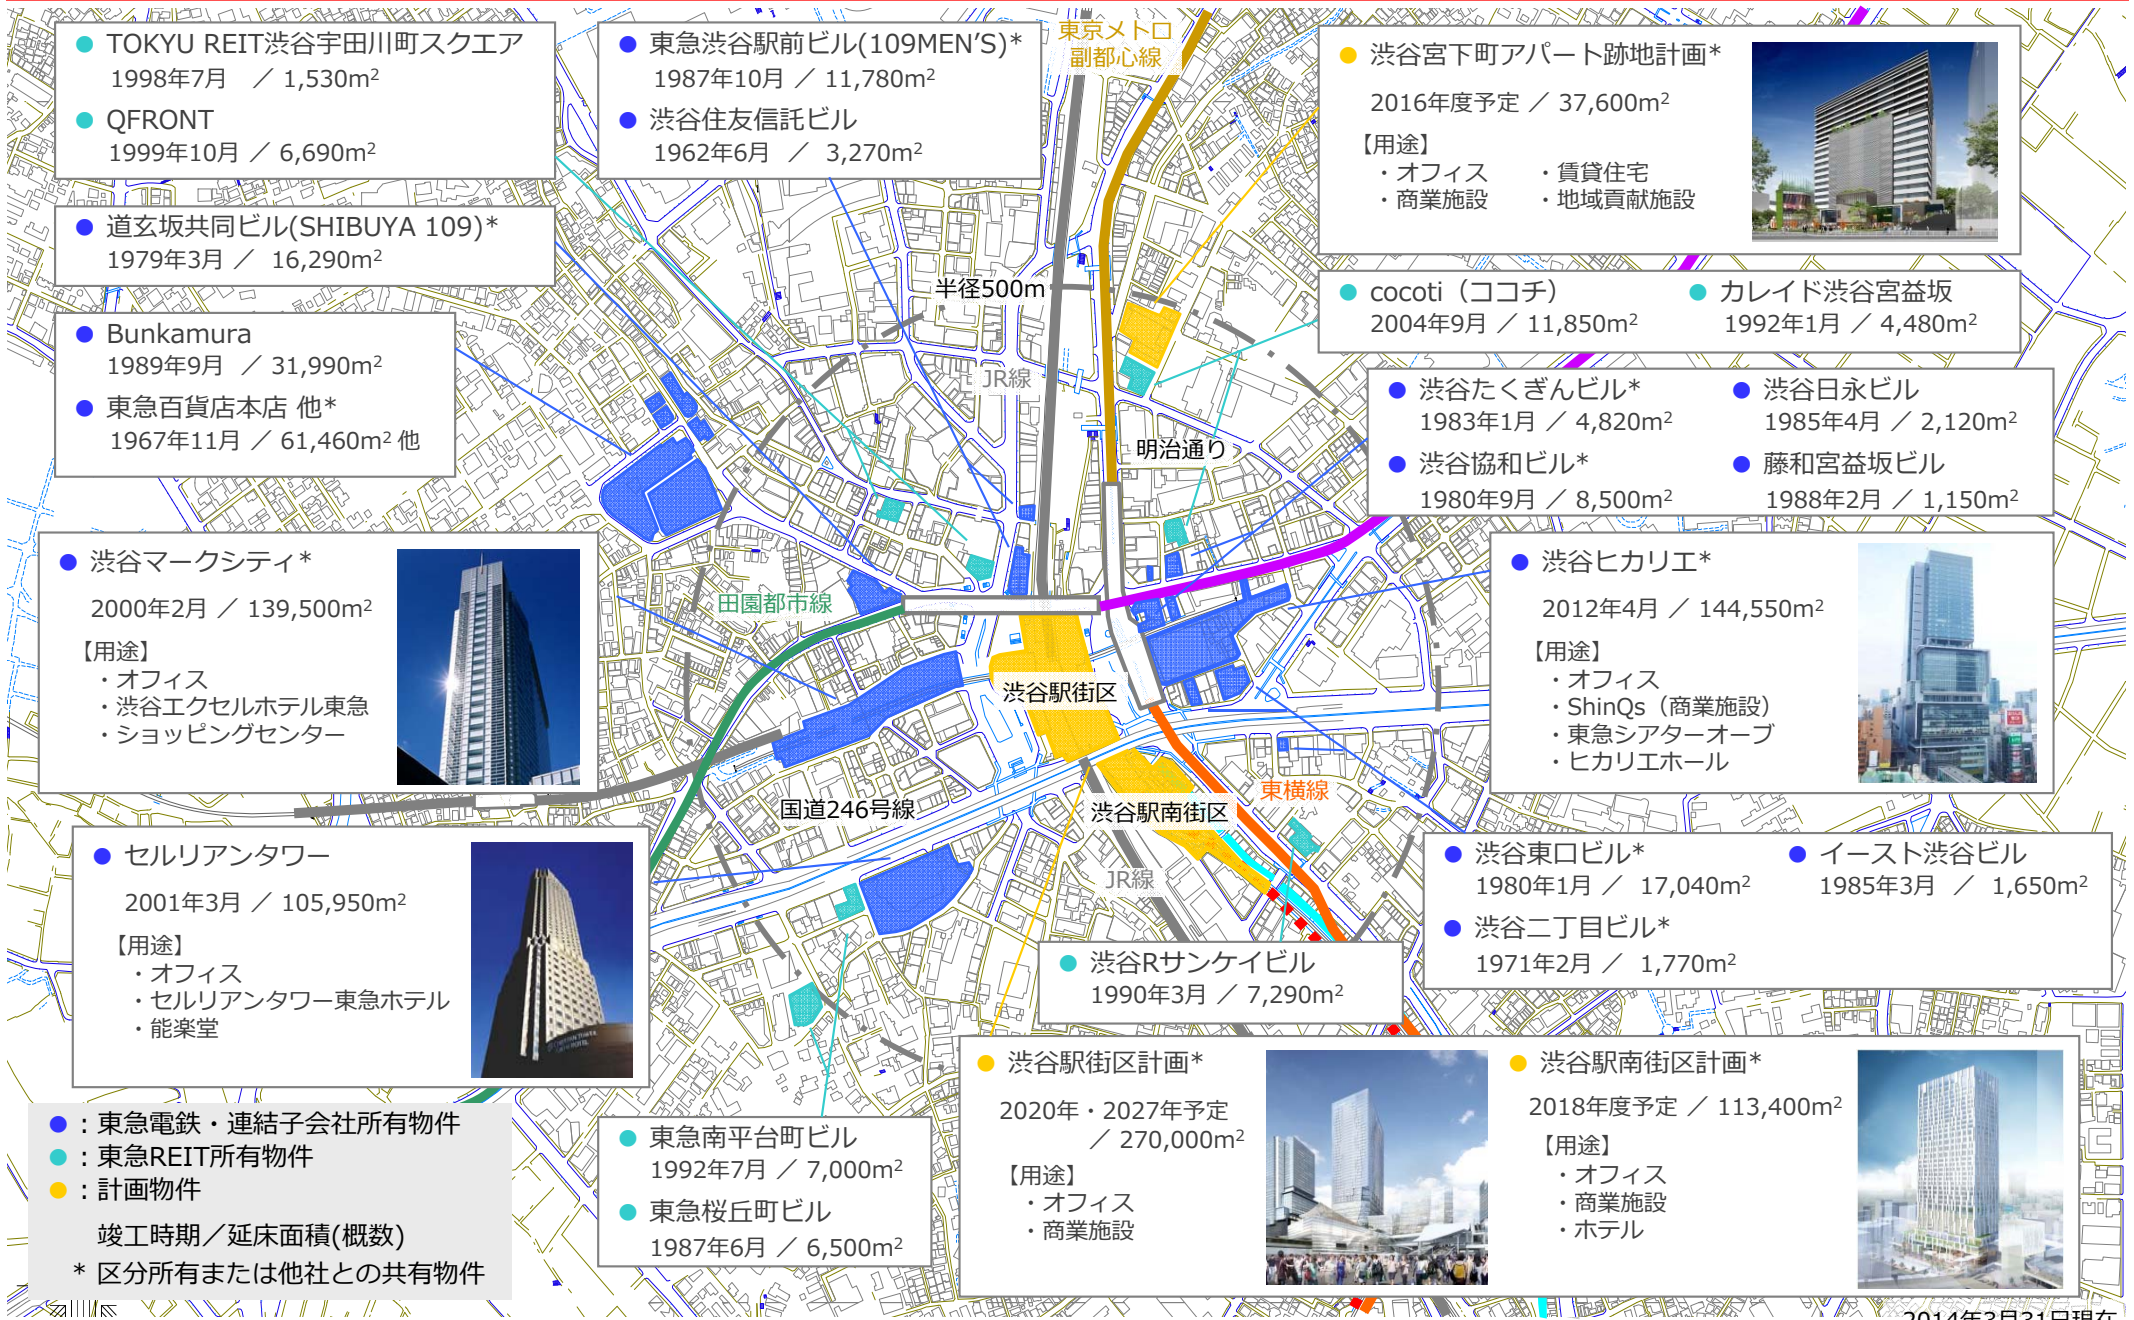 ● TOKYU REIT渋谷宇田川町スクエア
1998年7月 ／ 1,530m²
● QFRONT
1999年10月 ／ 6,690m²
● 東急渋谷駅前ビル(109MEN’S)*
1987年10月 ／ 11,780m²
● 渋谷住友信託ビル
1962年6月 ／ 3,270m²
東京メトロ
副都心線
● 渋谷宮下町アパート跡地計画*
2016年度予定 ／ 37,600m²
【用途】
・オフィス ・賃貸住宅
・商業施設 ・地域貢献施設
● 道玄坂共同ビル(SHIBUYA 109)*
1979年3月 ／ 16,290m²
半径500m
● cocoti（ココチ） ● カレイド渋谷宮益坂
2004年9月 ／ 11,850m² 1992年1月 ／ 4,480m²
● Bunkamura
1989年9月 ／ 31,990m²
● 東急百貨店本店 他*
1967年11月 ／ 61,460m² 他
JR線
明治通り
● 渋谷たくぎんビル* ● 渋谷日永ビル
1983年1月 ／ 4,820m² 1985年4月 ／ 2,120m²
● 渋谷協和ビル* ● 藤和宮益坂ビル
1980年9月 ／ 8,500m² 1988年2月 ／ 1,150m²
● 渋谷マークシティ*
2000年2月 ／ 139,500m²
【用途】
・オフィス
・渋谷エクセルホテル東急
・ショッピングセンター
田園都市線
渋谷駅街区
● 渋谷ヒカリエ*
2012年4月 ／ 144,550m²
【用途】
・オフィス
・ShinQs（商業施設）
・東急シアターオーブ
・ヒカリエホール
国道246号線
東横線
渋谷駅南街区
JR線
● セルリアンタワー
2001年3月 ／ 105,950m²
【用途】
・オフィス
・セルリアンタワー東急ホテル
・能楽堂
● 渋谷東口ビル* ● イースト渋谷ビル
1980年1月 ／ 17,040m² 1985年3月 ／ 1,650m²
● 渋谷二丁目ビル*
1971年2月 ／ 1,770m²
● 渋谷Rサンケイビル
1990年3月 ／ 7,290m²
● 渋谷駅街区計画*
2020年・2027年予定
／ 270,000m²
【用途】
・オフィス
・商業施設
● 渋谷駅南街区計画*
2018年度予定 ／ 113,400m²
【用途】
・オフィス
・商業施設
・ホテル
● 東急南平台町ビル
1992年7月 ／ 7,000m²
● 東急桜丘町ビル
1987年6月 ／ 6,500m²
●：東急電鉄・連結子会社所有物件
●：東急REIT所有物件
●：計画物件
竣工時期／延床面積(概数)
* 区分所有または他社との共有物件
2014年3月31日現在